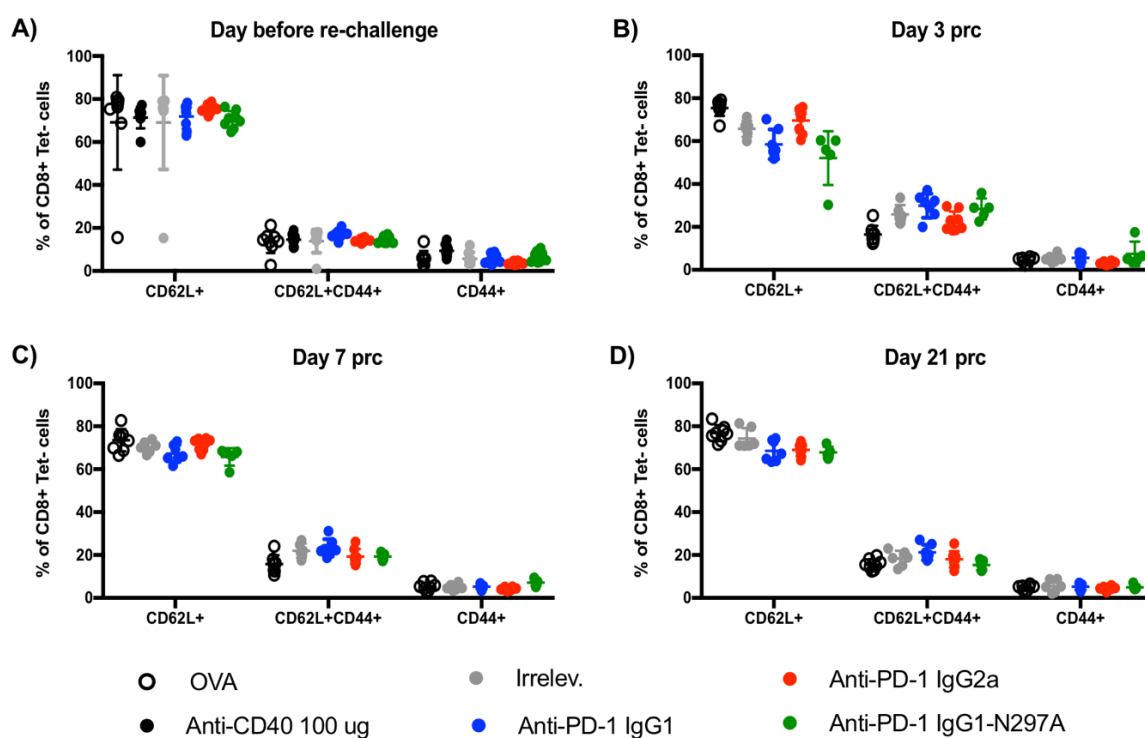 A)
Day before re-challenge
% of CD8+ Tet- cells
100
80
60
40
20
0
CD62L+ CD62L+CD44+ CD44+
B)
Day 3 prc
% of CD8+ Tet- cells
100
80
60
40
20
0
CD62L+ CD62L+CD44+ CD44+
C)
Day 7 prc
% of CD8+ Tet- cells
100
80
60
40
20
0
CD62L+ CD62L+CD44+ CD44+
D)
Day 21 prc
% of CD8+ Tet- cells
100
80
60
40
20
0
CD62L+ CD62L+CD44+ CD44+
OVA Irrelev. Anti-PD-1 IgG2a
Anti-CD40 100 ug Anti-PD-1 IgG1 Anti-PD-1 IgG1-N297A